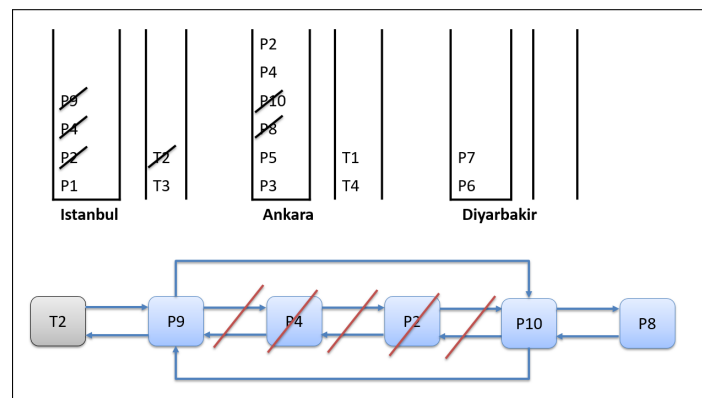 P2
P4
P9 P10
P4 P8
P2 T2 P5 T1 P7
P1 T3 P3 T4 P6
Istanbul Ankara Diyarbakir
T2 P9 P4 P2 P10 P8